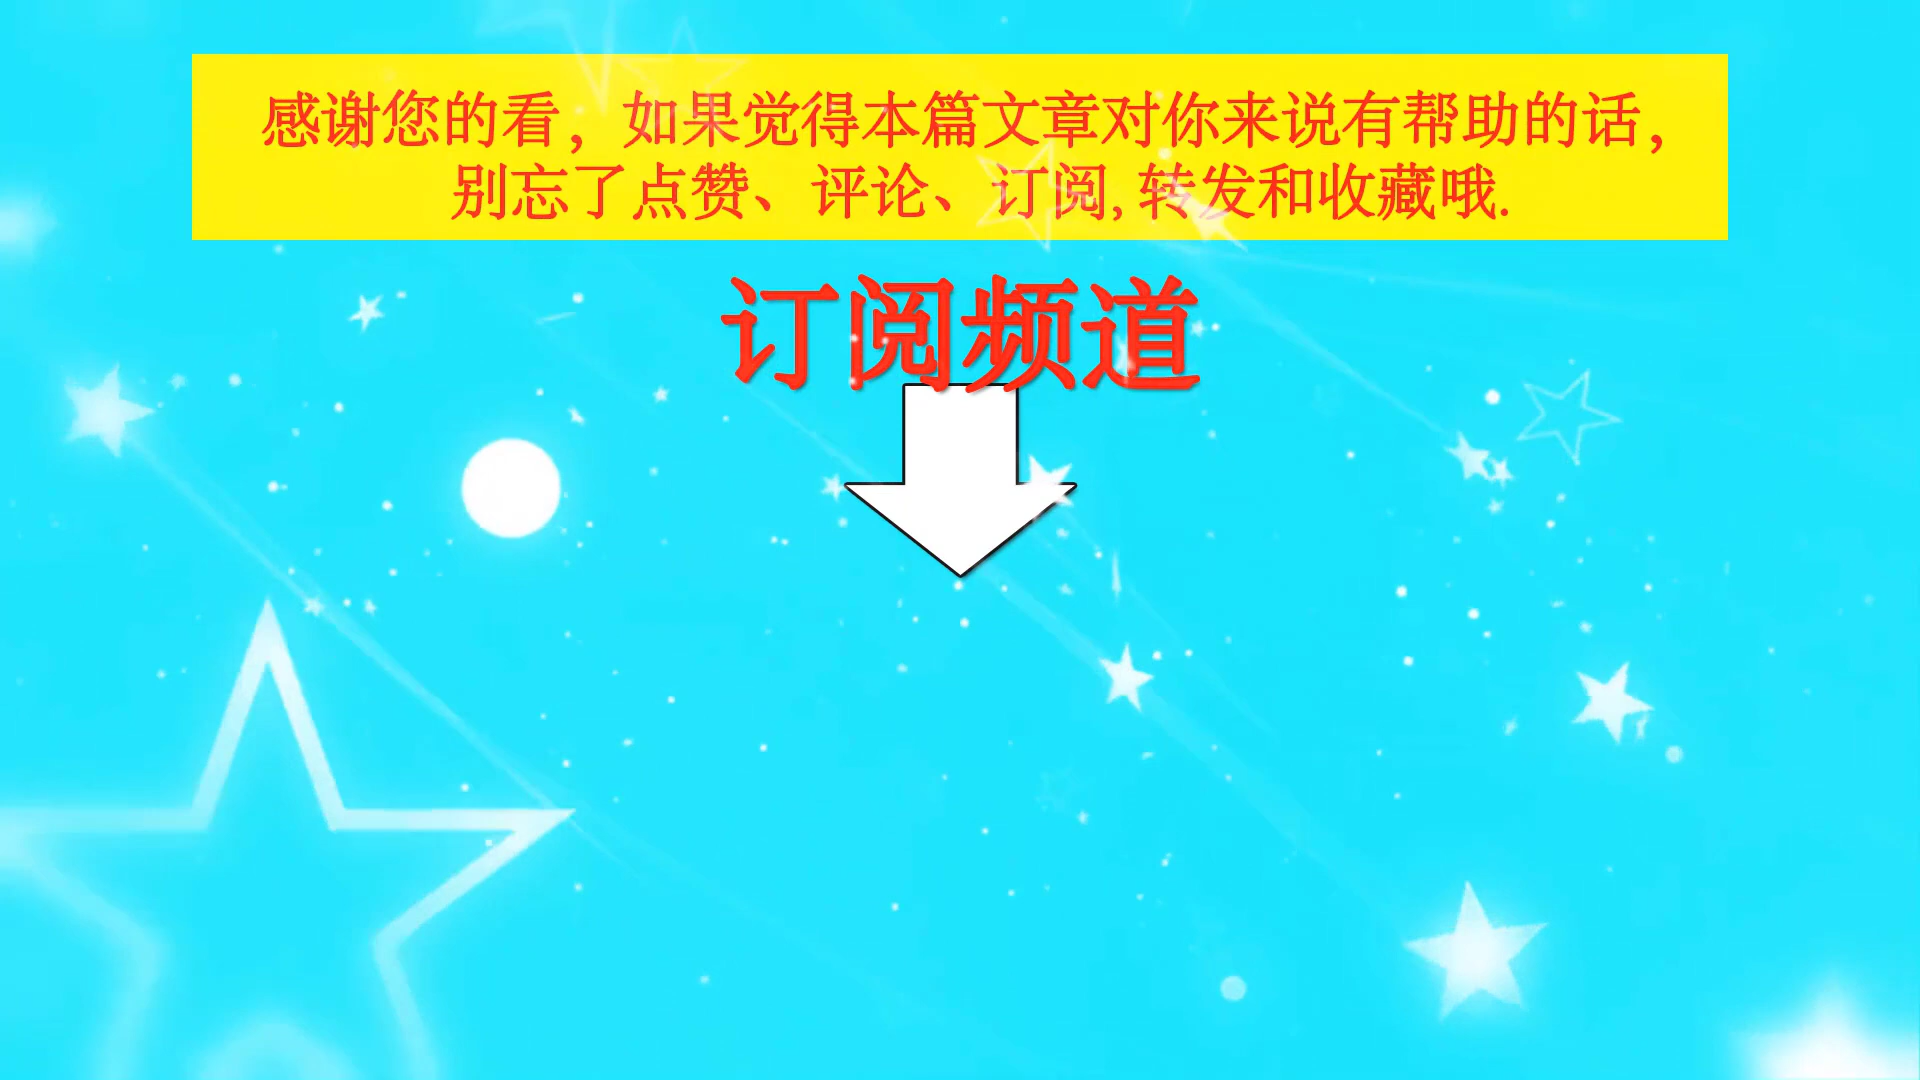 感谢您的看，如果觉得本篇文章对你来说有帮助的话，
别忘了点赞、评论、订阅,转发和收藏哦.
订阅频道